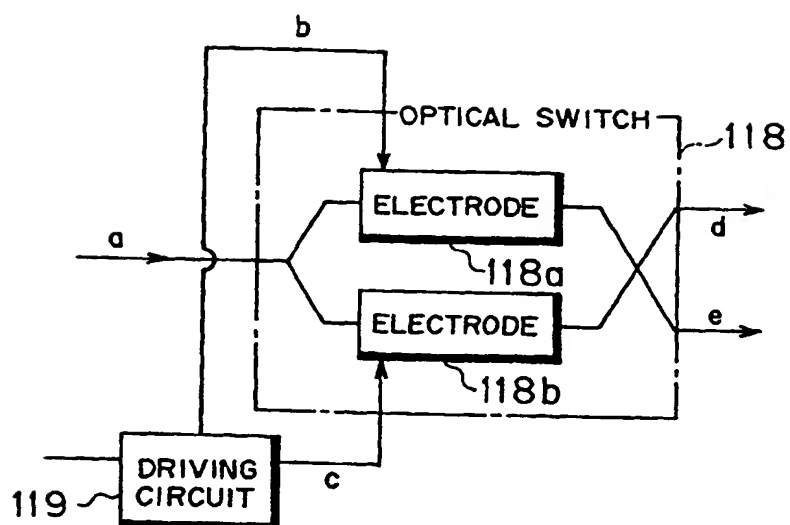 b
OPTICAL SWITCH
118
ELECTRODE
a
d
118a
ELECTRODE
e
118b
DRIVING
CIRCUIT
c
119